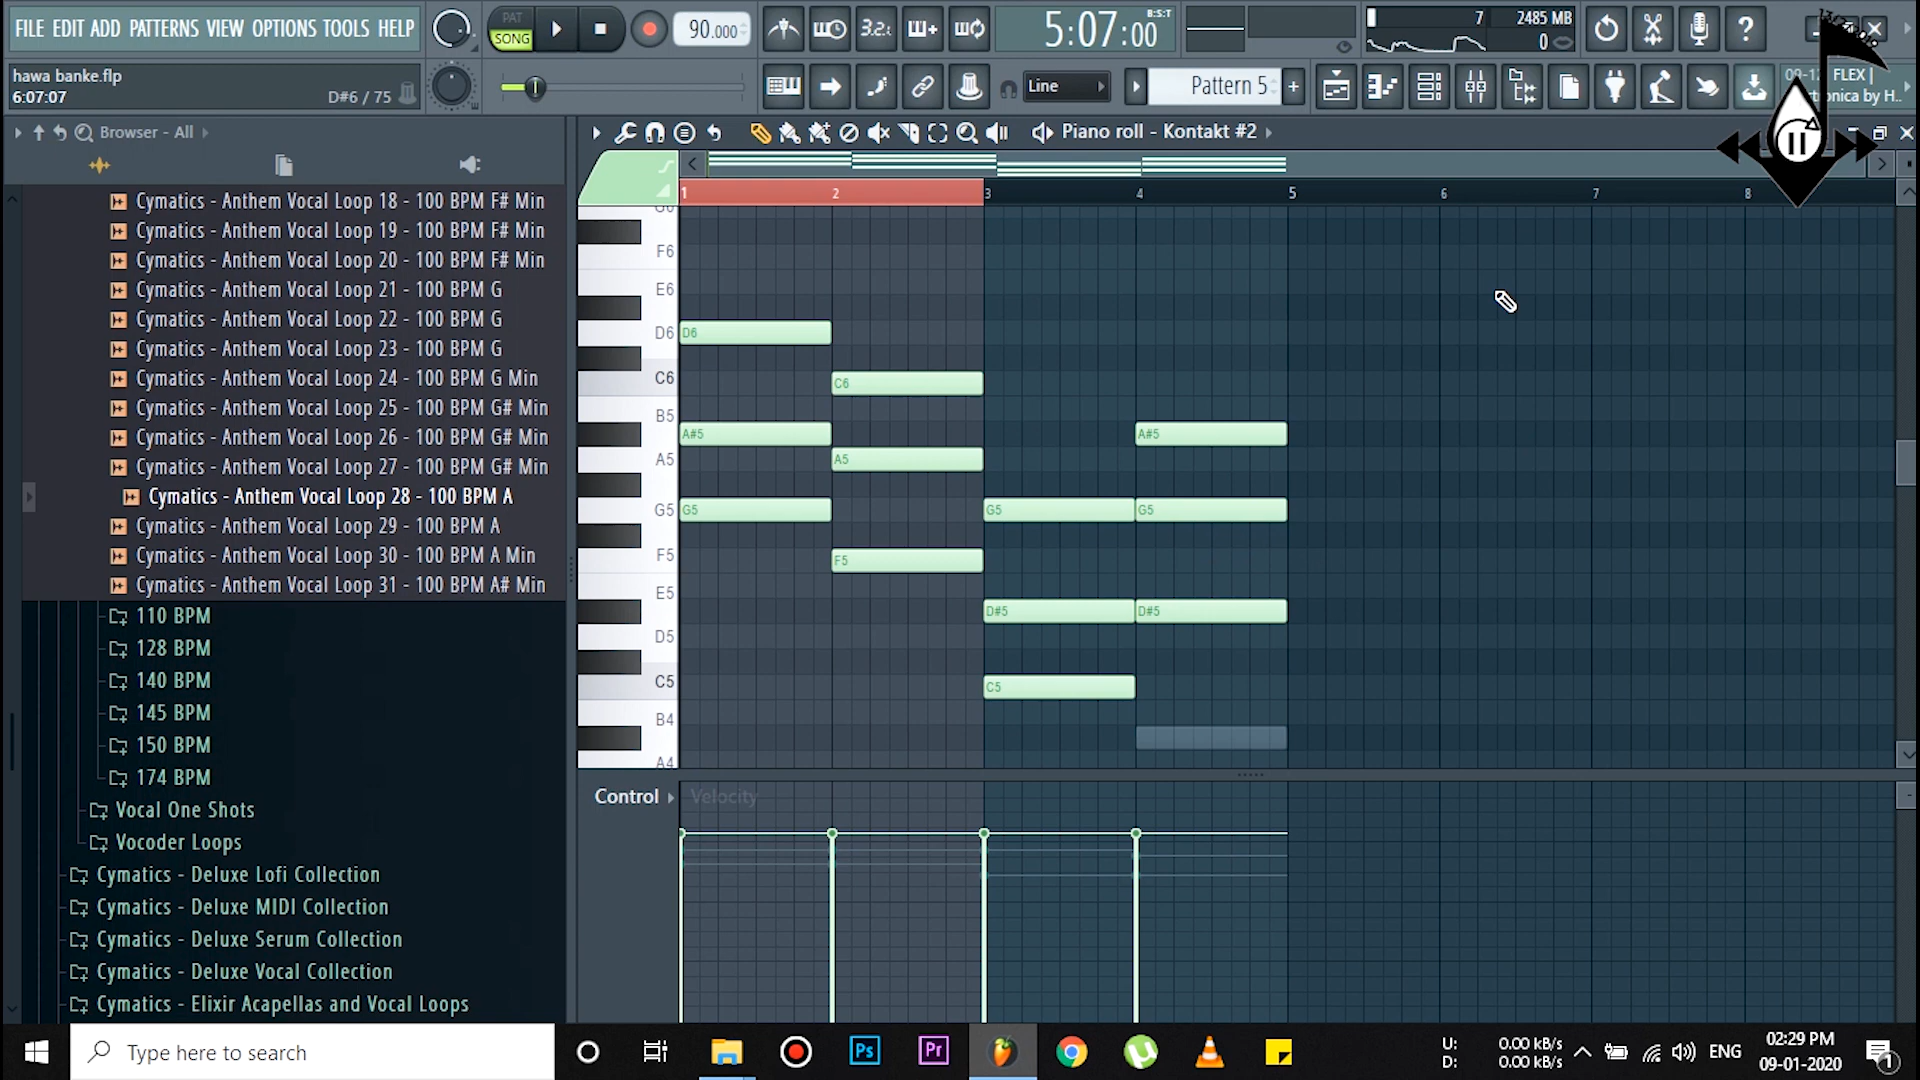 FILE EDIT ADD PATTERNS VIEW OPTIONS TOOLS HELP
PAT
SONG
90.000
3.2
5:07:00
B:S:T
7
2485 MB
0
hawa banke.flp
6:07:07
D#6 / 75
Line
Pattern 5
09-12 FLEX |
Browser - All
Piano roll - Kontakt #2
Cymatics - Anthem Vocal Loop 18 - 100 BPM F# Min
Cymatics - Anthem Vocal Loop 19 - 100 BPM F# Min
Cymatics - Anthem Vocal Loop 20 - 100 BPM F# Min
Cymatics - Anthem Vocal Loop 21 - 100 BPM G
Cymatics - Anthem Vocal Loop 22 - 100 BPM G
Cymatics - Anthem Vocal Loop 23 - 100 BPM G
Cymatics - Anthem Vocal Loop 24 - 100 BPM G Min
Cymatics - Anthem Vocal Loop 25 - 100 BPM G# Min
Cymatics - Anthem Vocal Loop 26 - 100 BPM G# Min
Cymatics - Anthem Vocal Loop 27 - 100 BPM G# Min
Cymatics - Anthem Vocal Loop 28 - 100 BPM A
Cymatics - Anthem Vocal Loop 29 - 100 BPM A
Cymatics - Anthem Vocal Loop 30 - 100 BPM A Min
Cymatics - Anthem Vocal Loop 31 - 100 BPM A# Min
110 BPM
128 BPM
140 BPM
145 BPM
150 BPM
174 BPM
Vocal One Shots
Vocoder Loops
Cymatics - Deluxe Lofi Collection
Cymatics - Deluxe MIDI Collection
Cymatics - Deluxe Serum Collection
Cymatics - Deluxe Vocal Collection
Cymatics - Elixir Acapellas and Vocal Loops
1 2 3 4 5 6 7 8
F6
E6
D6 D6
C6 C6
B5
A#5 A#5
A5 A5
G5 G5 G5 G5
F5 F5
E5
D#5 D#5
D5
C5 C5
B4
A4
Control Velocity
Type here to search
Ps
Pr
U: 0.00 kB/s
D: 0.00 kB/s
ENG
02:29 PM
09-01-2020
1